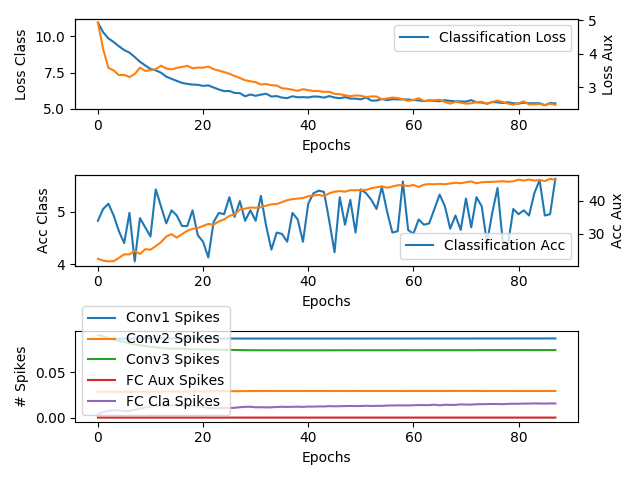 10.0
7.5
5.0
Loss Class
Classification Loss
5
4
3
Loss Aux
0 20 40 60 80
Epochs
5
4
Acc Class
Classification Acc
40
30
Acc Aux
0 20 40 60 80
Epochs
0.05
0.00
# Spikes
Conv1 Spikes
Conv2 Spikes
Conv3 Spikes
FC Aux Spikes
FC Cla Spikes
0 20 40 60 80
Epochs